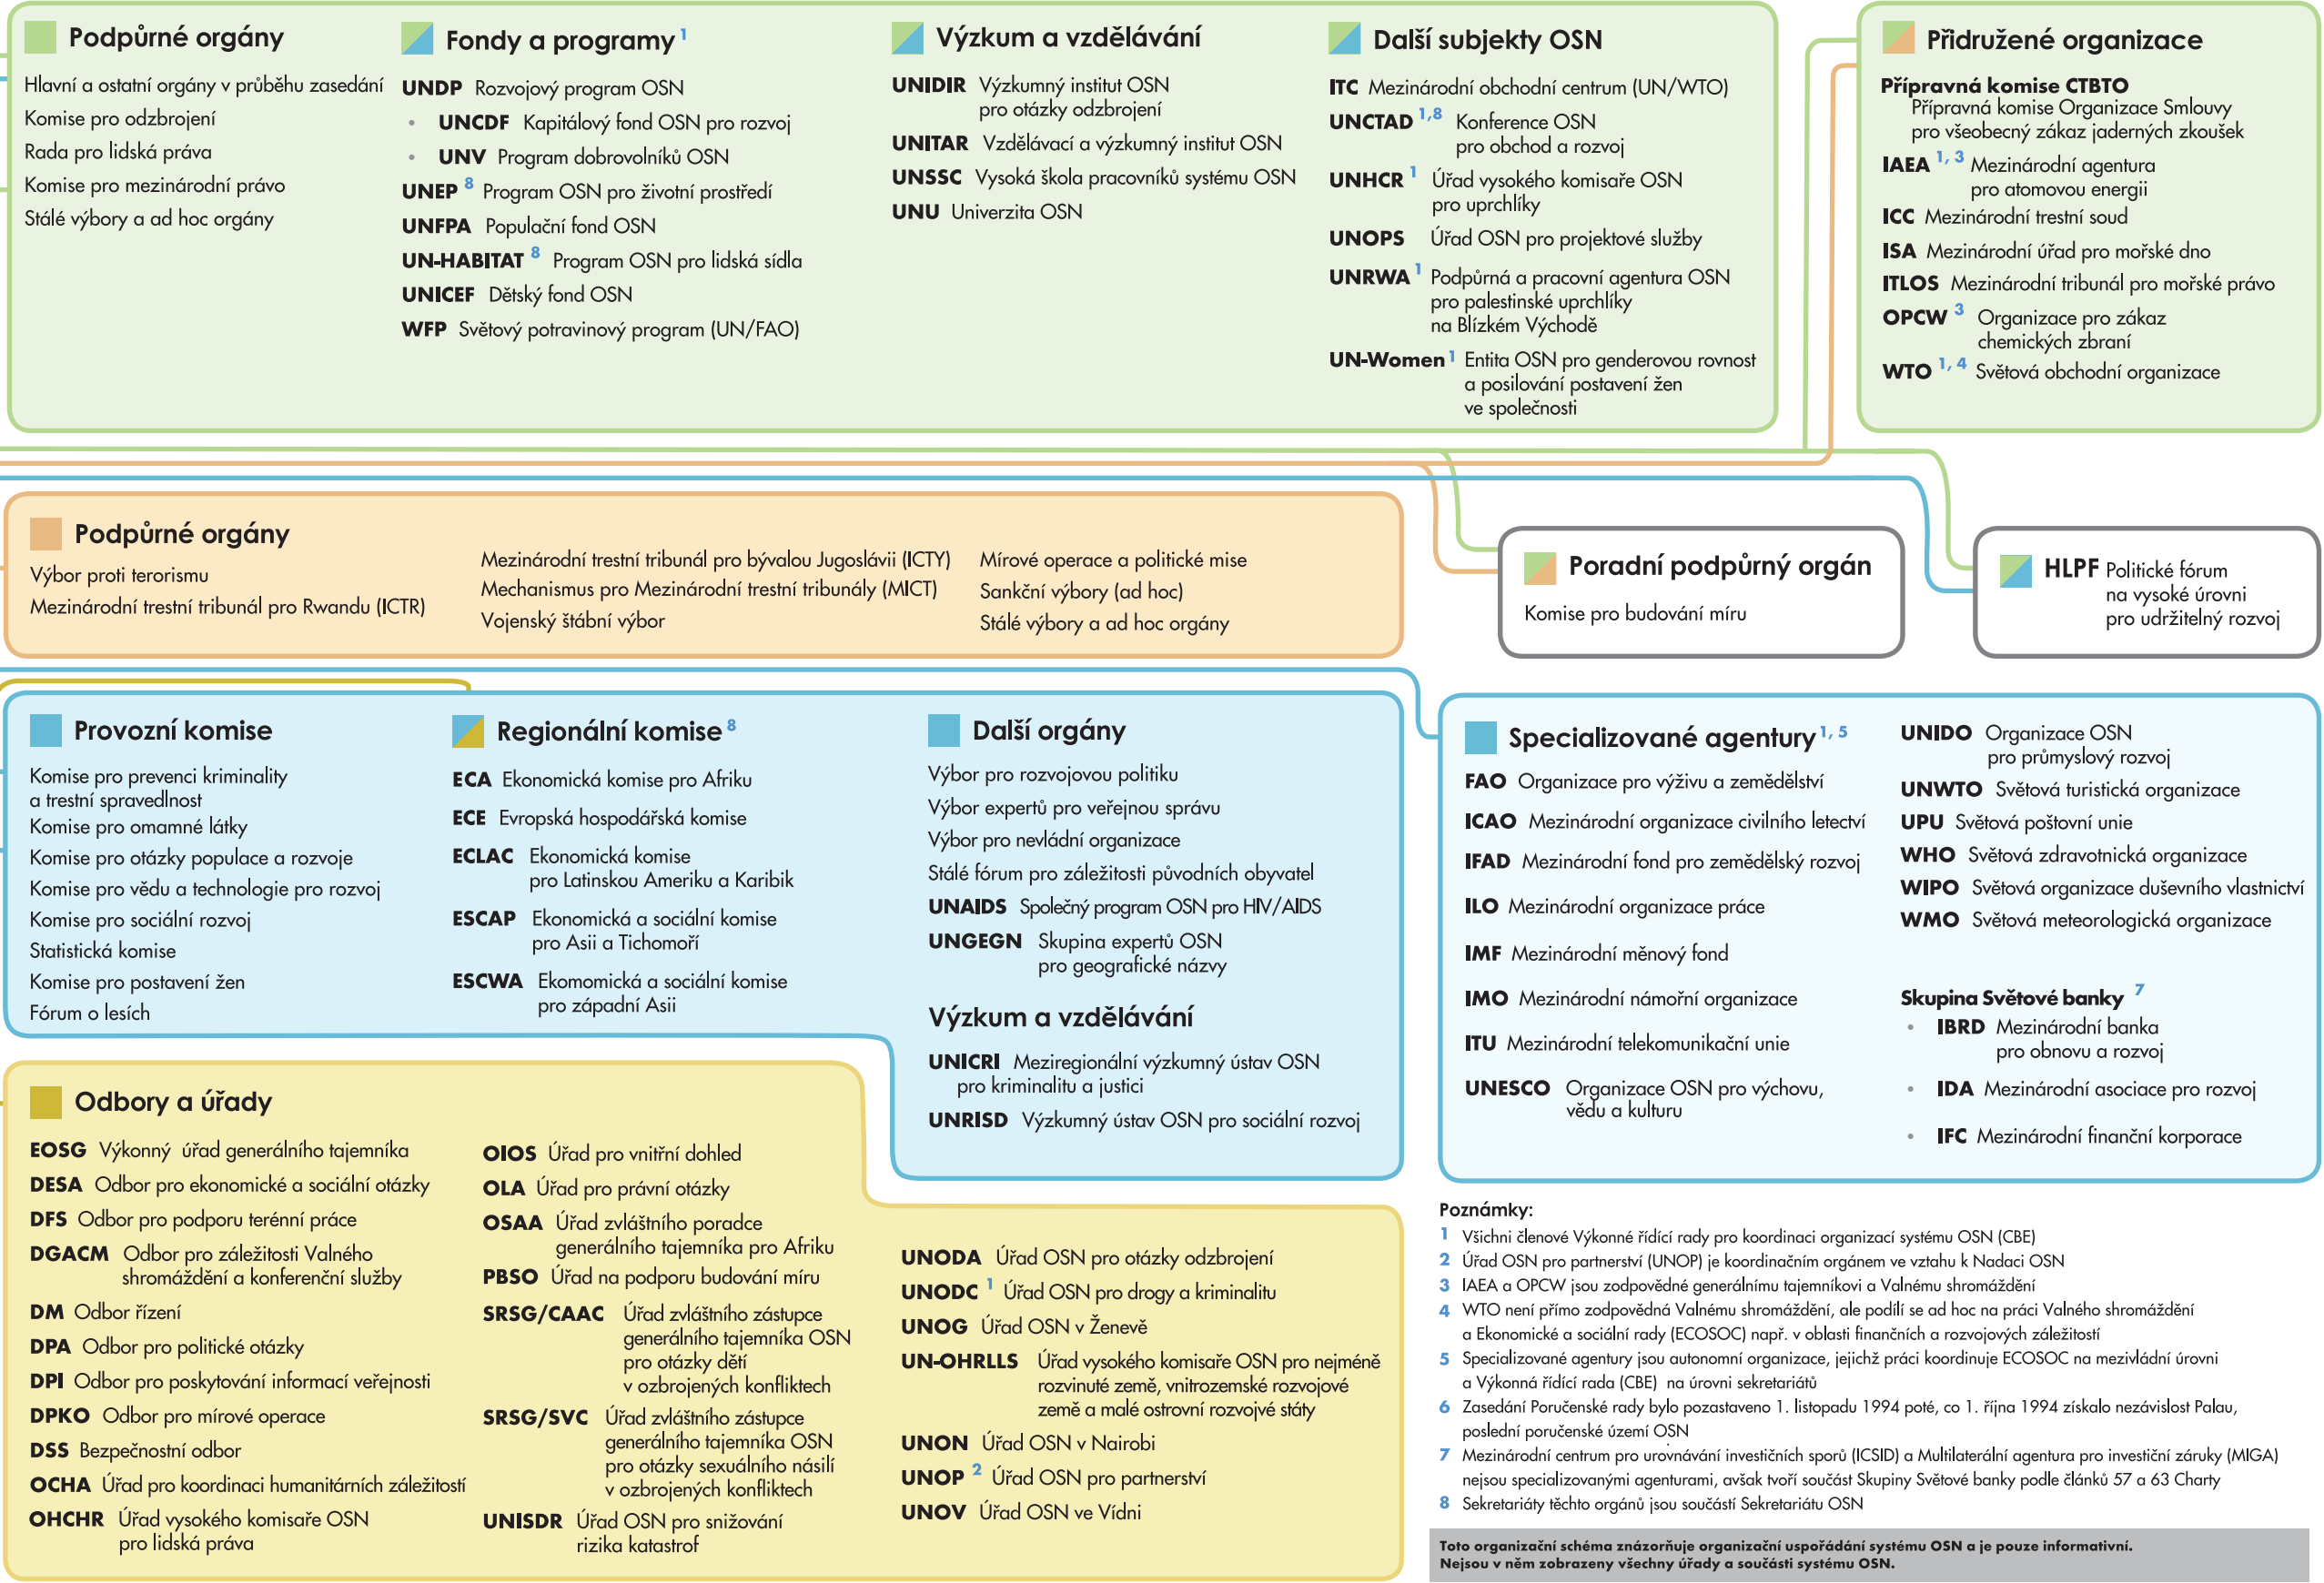 Podpůrné orgány
Hlavní a ostatní orgány v průběhu zasedání
Komise pro odzbrojení
Rada pro lidská práva
Komise pro mezinárodní právo
Stálé výbory a ad hoc orgány
Fondy a programy 1
UNDP Rozvojový program OSN
• UNCDF Kapitálový fond OSN pro rozvoj
• UNV Program dobrovolníků OSN
UNEP 8 Program OSN pro životní prostředí
UNFPA Populační fond OSN
UN-HABITAT 8 Program OSN pro lidská sídla
UNICEF Dětský fond OSN
WFP Světový potravinový program (UN/FAO)
Výzkum a vzdělávání
UNIDIR Výzkumný institut OSN
pro otázky odzbrojení
UNITAR Vzdělávací a výzkumný institut OSN
UNSSC Vysoká škola pracovníků systému OSN
UNU Univerzita OSN
Další subjekty OSN
ITC Mezinárodní obchodní centrum (UN/WTO)
UNCTAD 1,8 Konference OSN
pro obchod a rozvoj
UNHCR 1 Úřad vysokého komisaře OSN
pro uprchlíky
UNOPS Úřad OSN pro projektové služby
UNRWA 1 Podpůrná a pracovní agentura OSN
pro palestinské uprchlíky
na Blízkém Východě
UN-Women 1 Entita OSN pro genderovou rovnost
a posilování postavení žen
ve společnosti
Přidružené organizace
Přípravná komise CTBTO
Přípravná komise Organizace Smlouvy
pro všeobecný zákaz jaderných zkoušek
IAEA 1, 3 Mezinárodní agentura
pro atomovou energii
ICC Mezinárodní trestní soud
ISA Mezinárodní úřad pro mořské dno
ITLOS Mezinárodní tribunál pro mořské právo
OPCW 3 Organizace pro zákaz
chemických zbraní
WTO 1, 4 Světová obchodní organizace
Podpůrné orgány
Výbor proti terorismu
Mezinárodní trestní tribunál pro Rwandu (ICTR)
Mezinárodní trestní tribunál pro bývalou Jugoslávii (ICTY)
Mechanismus pro Mezinárodní trestní tribunály (MICT)
Vojenský štábní výbor
Mírové operace a politické mise
Sankční výbory (ad hoc)
Stálé výbory a ad hoc orgány
Poradní podpůrný orgán
Komise pro budování míru
HLPF Politické fórum
na vysoké úrovni
pro udržitelný rozvoj
Provozní komise
Komise pro prevenci kriminality
a trestní spravedlnost
Komise pro omamné látky
Komise pro otázky populace a rozvoje
Komise pro vědu a technologie pro rozvoj
Komise pro sociální rozvoj
Statistická komise
Komise pro postavení žen
Fórum o lesích
Regionální komise 8
ECA Ekonomická komise pro Afriku
ECE Evropská hospodářská komise
ECLAC Ekonomická komise
pro Latinskou Ameriku a Karibik
ESCAP Ekonomická a sociální komise
pro Asii a Tichomoří
ESCWA Ekomomická a sociální komise
pro západní Asii
Další orgány
Výbor pro rozvojovou politiku
Výbor expertů pro veřejnou správu
Výbor pro nevládní organizace
Stálé fórum pro záležitosti původních obyvatel
UNAIDS Společný program OSN pro HIV/AIDS
UNGEGN Skupina expertů OSN
pro geografické názvy
Výzkum a vzdělávání
UNICRI Meziregionální výzkumný ústav OSN
pro kriminalitu a justici
UNRISD Výzkumný ústav OSN pro sociální rozvoj
Specializované agentury 1, 5
FAO Organizace pro výživu a zemědělství
ICAO Mezinárodní organizace civilního letectví
IFAD Mezinárodní fond pro zemědělský rozvoj
ILO Mezinárodní organizace práce
IMF Mezinárodní měnový fond
IMO Mezinárodní námořní organizace
ITU Mezinárodní telekomunikační unie
UNESCO Organizace OSN pro výchovu,
vědu a kulturu
UNIDO Organizace OSN
pro průmyslový rozvoj
UNWTO Světová turistická organizace
UPU Světová poštovní unie
WHO Světová zdravotnická organizace
WIPO Světová organizace duševního vlastnictví
WMO Světová meteorologická organizace
Skupina Světové banky 7
• IBRD Mezinárodní banka
pro obnovu a rozvoj
• IDA Mezinárodní asociace pro rozvoj
• IFC Mezinárodní finanční korporace
Odbory a úřady
EOSG Výkonný úřad generálního tajemníka
DESA Odbor pro ekonomické a sociální otázky
DFS Odbor pro podporu terénní práce
DGACM Odbor pro záležitosti Valného
shromáždění a konferenční služby
DM Odbor řízení
DPA Odbor pro politické otázky
DPI Odbor pro poskytování informací veřejnosti
DPKO Odbor pro mírové operace
DSS Bezpečnostní odbor
OCHA Úřad pro koordinaci humanitárních záležitostí
OHCHR Úřad vysokého komisaře OSN
pro lidská práva
OIOS Úřad pro vnitřní dohled
OLA Úřad pro právní otázky
OSAA Úřad zvláštního poradce
generálního tajemníka pro Afriku
PBSO Úřad na podporu budování míru
SRSG/CAAC Úřad zvláštního zástupce
generálního tajemníka OSN
pro otázky dětí
v ozbrojených konfliktech
SRSG/SVC Úřad zvláštního zástupce
generálního tajemníka OSN
pro otázky sexuálního násilí
v ozbrojených konfliktech
UNISDR Úřad OSN pro snižování
rizika katastrof
UNODA Úřad OSN pro otázky odzbrojení
UNODC 1 Úřad OSN pro drogy a kriminalitu
UNOG Úřad OSN v Ženevě
UN-OHRLLS Úřad vysokého komisaře OSN pro nejméně
rozvinuté země, vnitrozemské rozvojové
země a malé ostrovní rozvojvé státy
UNON Úřad OSN v Nairobi
UNOP 2 Úřad OSN pro partnerství
UNOV Úřad OSN ve Vídni
Poznámky:
1 Všichni členové Výkonné řídící rady pro koordinaci organizací systému OSN (CBE)
2 Úřad OSN pro partnerství (UNOP) je koordinačním orgánem ve vztahu k Nadaci OSN
3 IAEA a OPCW jsou zodpovědné generálnímu tajemníkovi a Valnému shromáždění
4 WTO není přímo zodpovědná Valnému shromáždění, ale podílí se ad hoc na práci Valného shromáždění
a Ekonomické a sociální rady (ECOSOC) např. v oblasti finančních a rozvojových záležitostí
5 Specializované agentury jsou autonomní organizace, jejichž práci koordinuje ECOSOC na mezivládní úrovni
a Výkonná řídící rada (CBE) na úrovni sekretariátů
6 Zasedání Poručenské rady bylo pozastaveno 1. listopadu 1994 poté, co 1. října 1994 získalo nezávislost Palau,
poslední poručenské území OSN
7 Mezinárodní centrum pro urovnávání investičních sporů (ICSID) a Multilaterální agentura pro investiční záruky (MIGA)
nejsou specializovanými agenturami, avšak tvoří součást Skupiny Světové banky podle článků 57 a 63 Charty
8 Sekretariáty těchto orgánů jsou součástí Sekretariátu OSN
Toto organizační schéma znázorňuje organizační uspořádání systému OSN a je pouze informativní.
Nejsou v něm zobrazeny všechny úřady a součásti systému OSN.